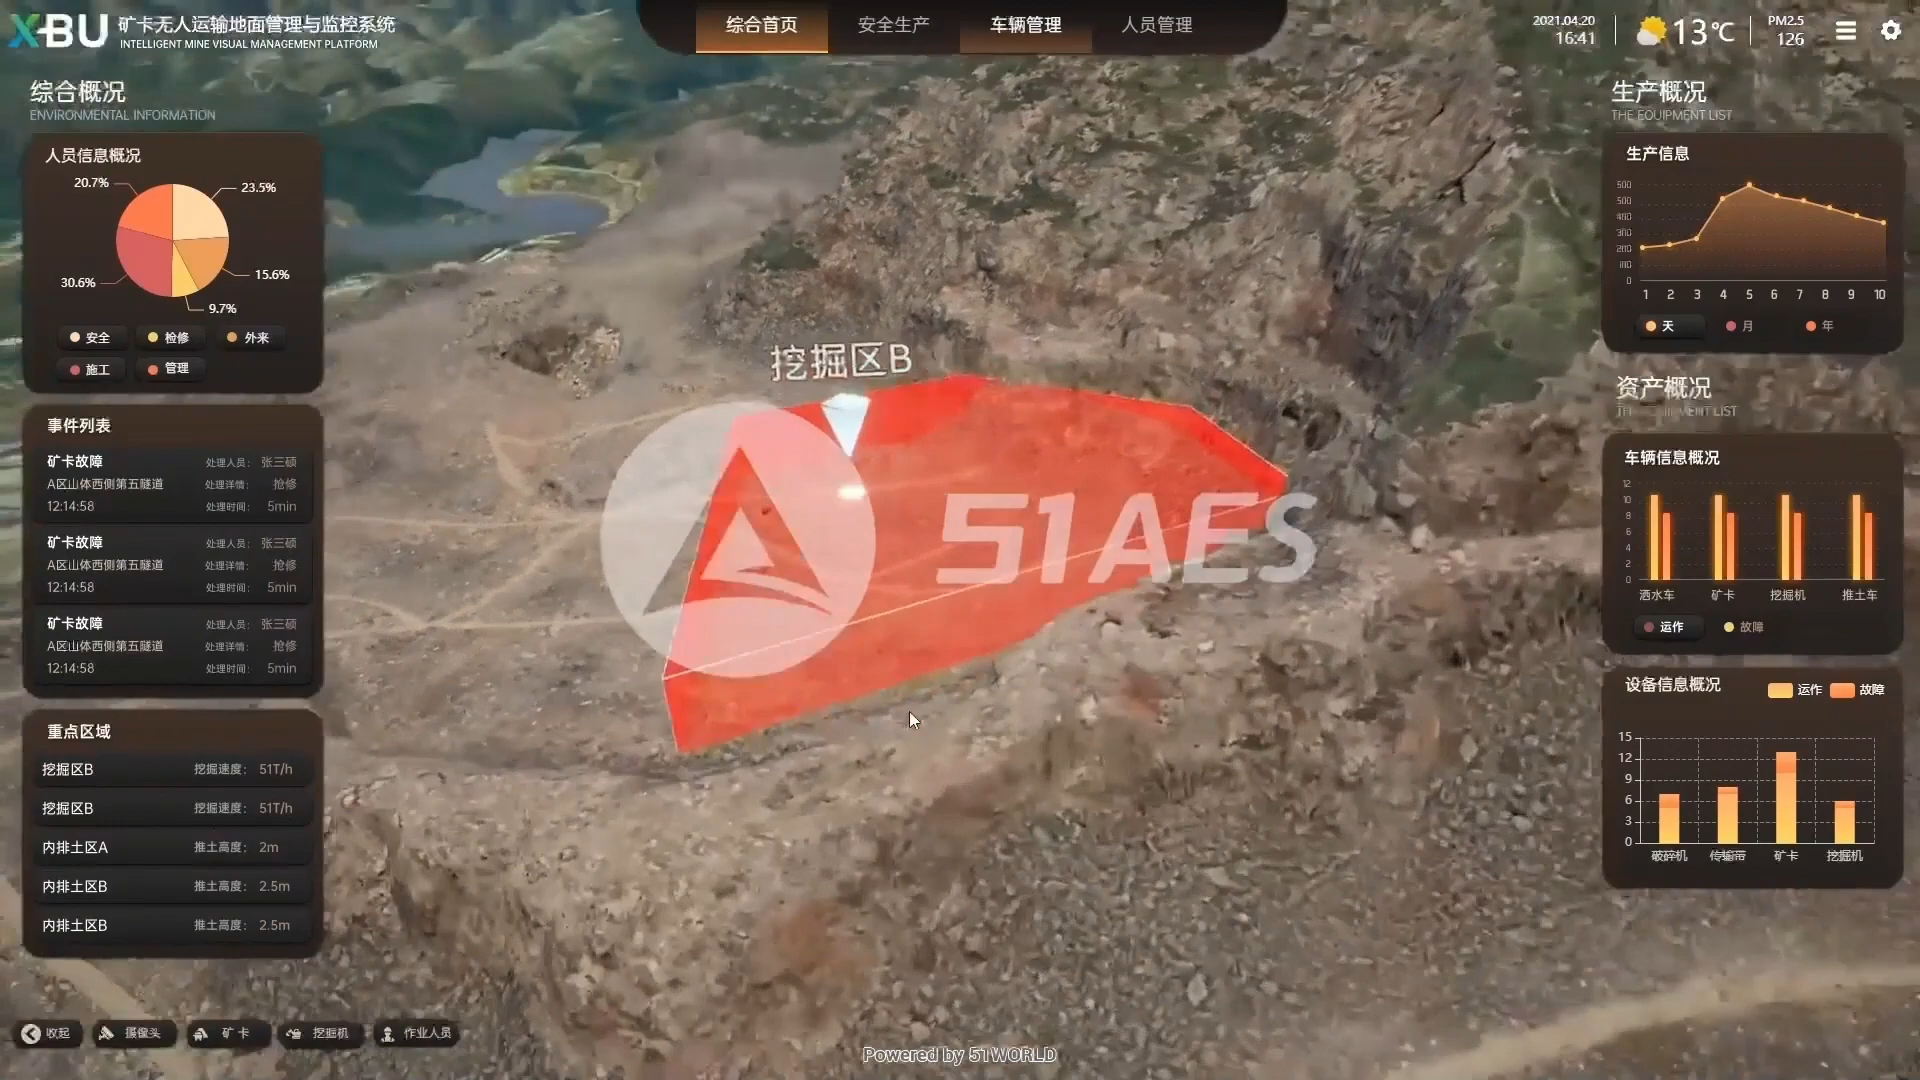 X-BU 矿卡无人运输地面管理与监控系统
INTELLIGENT MINE VISUAL MANAGEMENT PLATFORM
综合首页 安全生产 车辆管理 人员管理
2021.04.20
16:41
13℃
PM2.5
126
综合概况
ENVIRONMENTAL INFORMATION
人员信息概况
20.7% 23.5%
30.6% 15.6%
9.7%
安全 检修 外来
施工 管理
事件列表
矿卡故障 处理人员： 张三硕
A区山体西侧第五隧道 处理详情： 抢修
12:14:58 处理时间： 5min
矿卡故障 处理人员： 张三硕
A区山体西侧第五隧道 处理详情： 抢修
12:14:58 处理时间： 5min
矿卡故障 处理人员： 张三硕
A区山体西侧第五隧道 处理详情： 抢修
12:14:58 处理时间： 5min
重点区域
挖掘区B 挖掘速度： 51T/h
挖掘区B 挖掘速度： 51T/h
内排土区A 推土高度： 2m
内排土区B 推土高度： 2.5m
内排土区B 推土高度： 2.5m
收起 摄像头 矿卡 挖掘机 作业人员
挖掘区B
51AES
Powered by 51WORLD
生产概况
THE EQUIPMENT LIST
生产信息
500
500
400
300
200
100
0
1 2 3 4 5 6 7 8 9 10
天 月 年
资产概况
车辆信息概况
12
10
8
6
4
2
0
洒水车 矿卡 挖掘机 推土车
运作 故障
设备信息概况 运作 故障
15
12
9
6
3
0
破碎机 传输带 矿卡 挖掘机